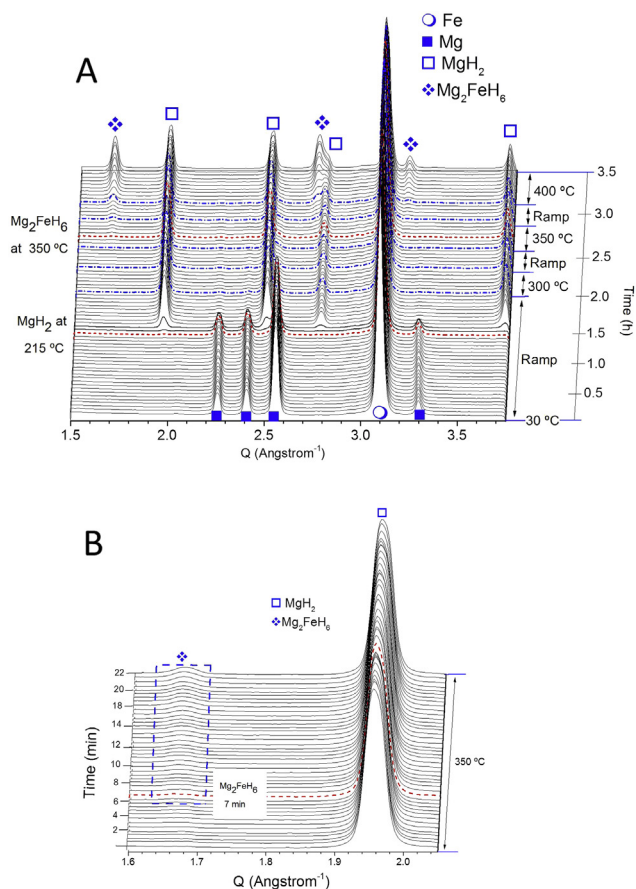 A
Fe
Mg
MgH2
Mg2FeH6
Mg2FeH6
at 350 ºC
MgH2 at
215 ºC
400 ºC
Ramp
350 ºC
Ramp
300 ºC
Ramp
30 ºC
3.5
3.0
2.5
2.0
1.5
1.0
0.5
Time (h)
1.5 2.0 2.5 3.0 3.5
Q (Angstrom-1)
B
MgH2
Mg2FeH6
22
20
18
16
14
12
10
8
6
4
2
Time (min)
Mg2FeH6
7 min
350 ºC
1.6 1.7 1.8 1.9 2.0
Q (Angstrom-1)